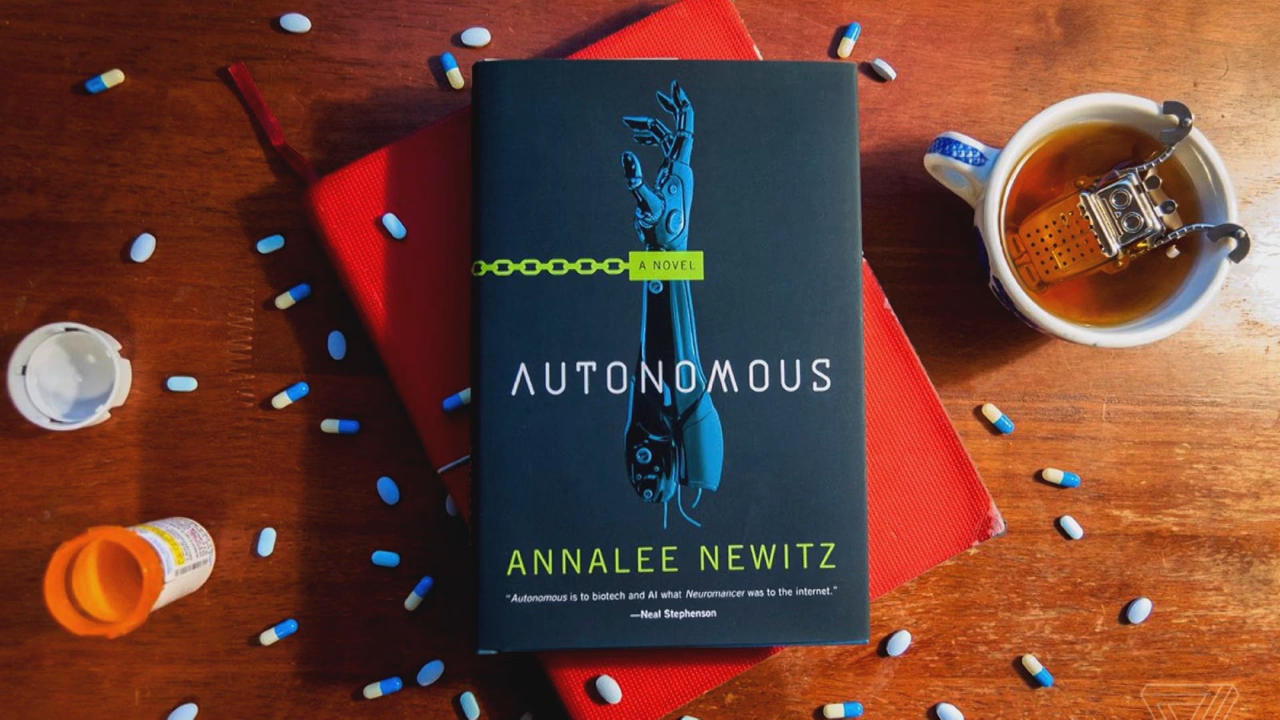 A NOVEL
AUTONOMOUS
ANNALEE NEWITZ
"Autonomous is to biotech and AI what Neuromancer was to the internet."
—Neal Stephenson